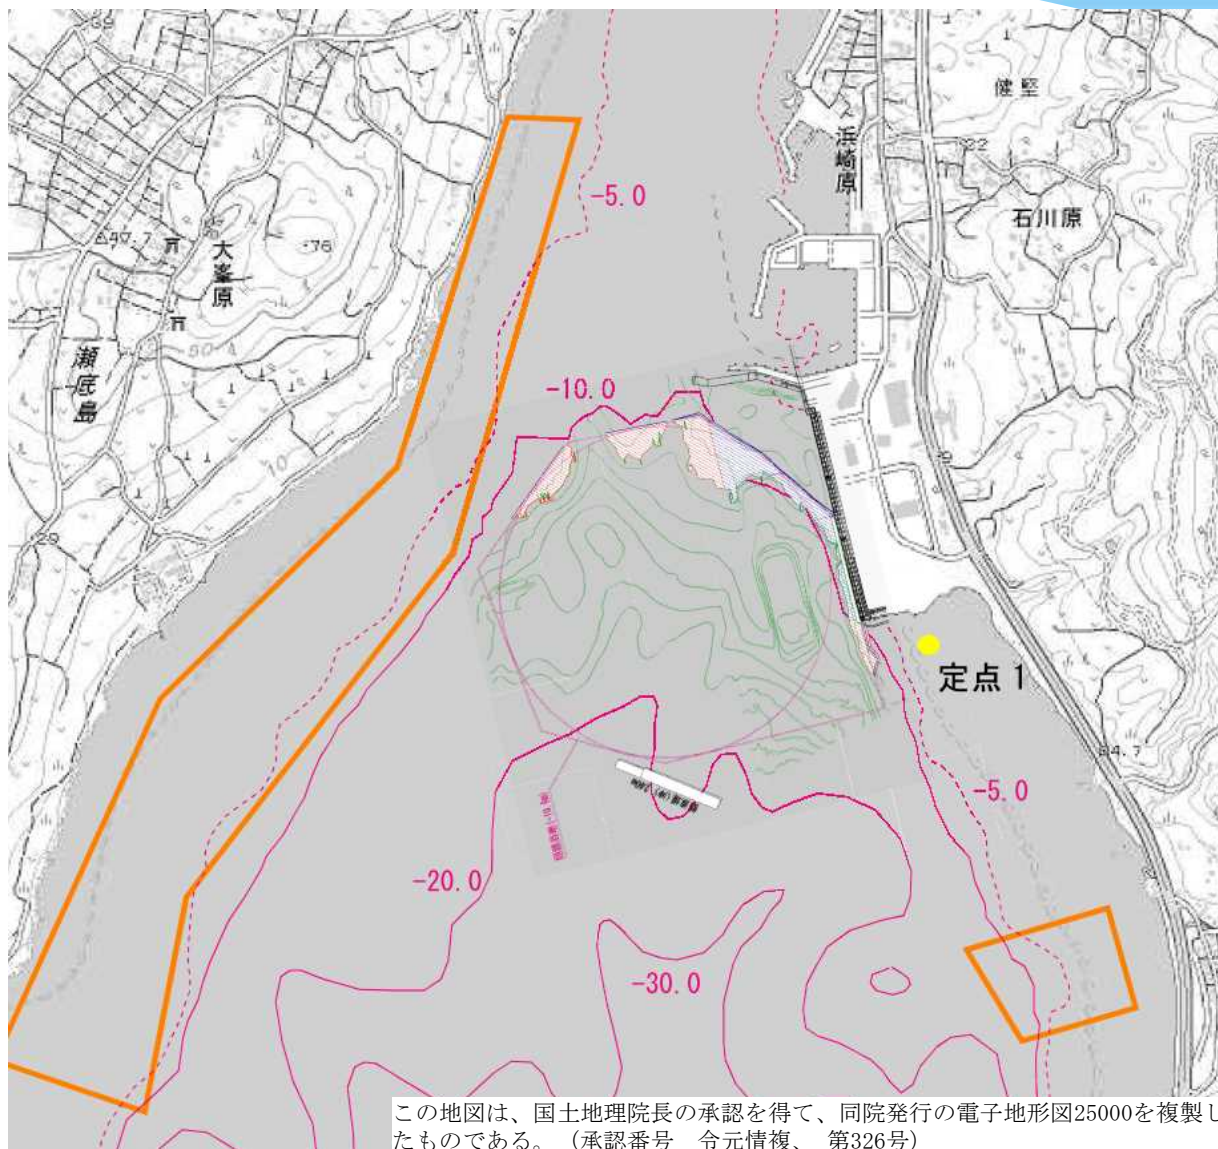 健堅
浜崎原
22
-5.0
石川原
47.7
76
大峯原
瀬底島
-10.0
10
定点1
-5.0
-20.0
-30.0
この地図は、国土地理院長の承認を得て、同院発行の電子地形図25000を複製し
たものである。（承認番号　令元情複、 第326号）